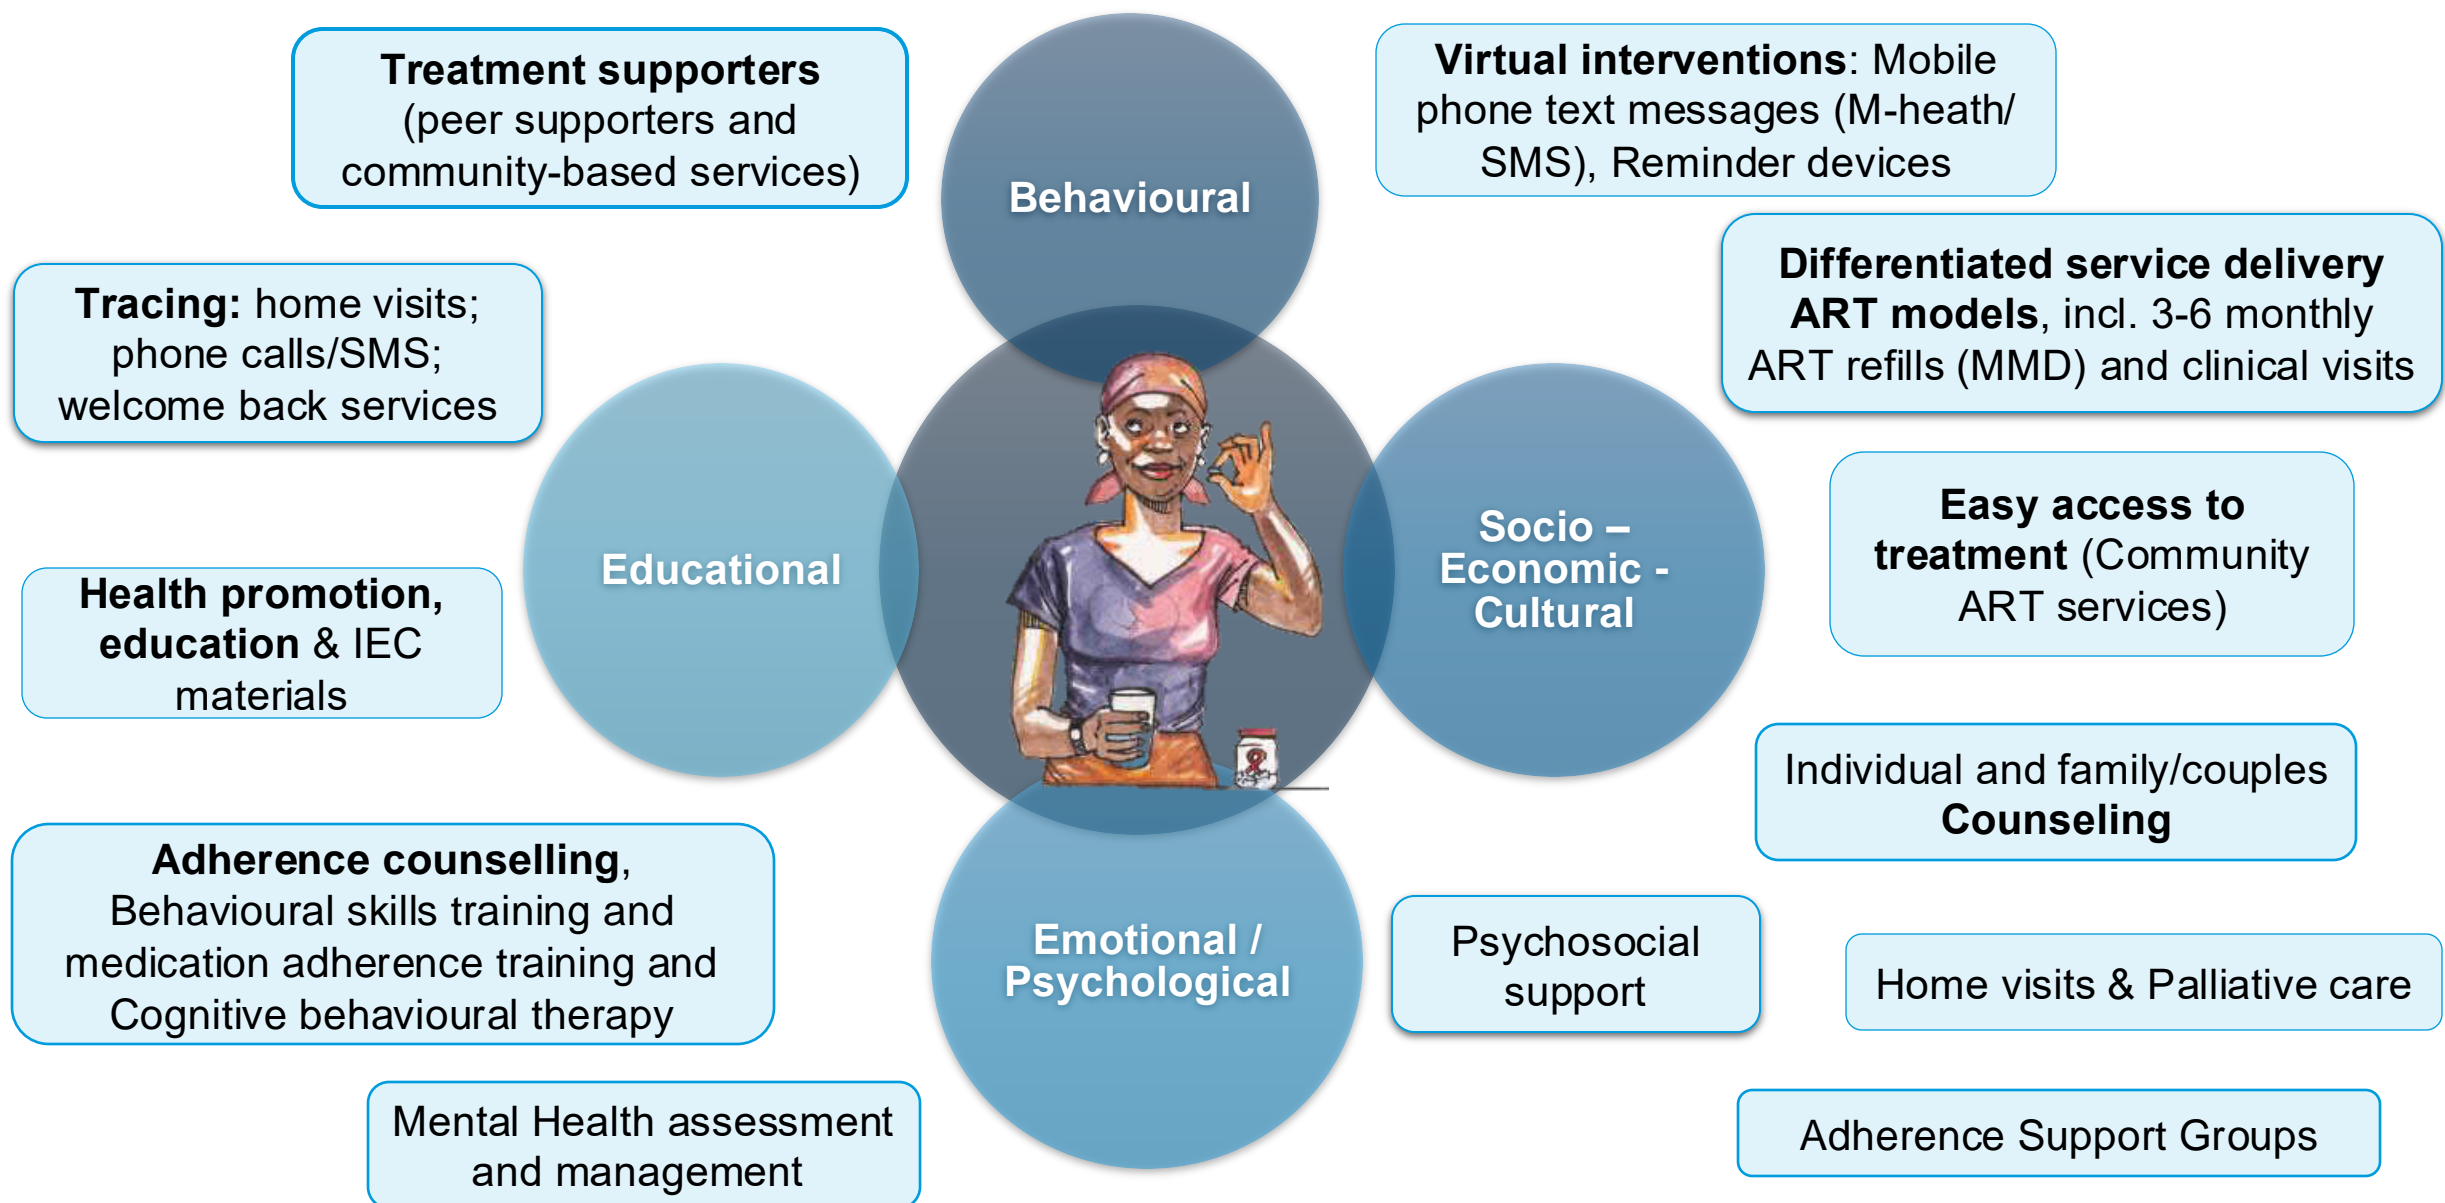 Treatment supporters
(peer supporters and
community-based services)
Behavioural
Virtual interventions: Mobile
phone text messages (M-heath/
SMS), Reminder devices
Tracing: home visits;
phone calls/SMS;
welcome back services
Differentiated service delivery
ART models, incl. 3-6 monthly
ART refills (MMD) and clinical visits
Educational
Socio –
Economic -
Cultural
Easy access to
treatment (Community
ART services)
Health promotion,
education & IEC
materials
Individual and family/couples
Counseling
Adherence counselling,
Behavioural skills training and
medication adherence training and
Cognitive behavioural therapy
Emotional /
Psychological
Psychosocial
support
Home visits & Palliative care
Mental Health assessment
and management
Adherence Support Groups